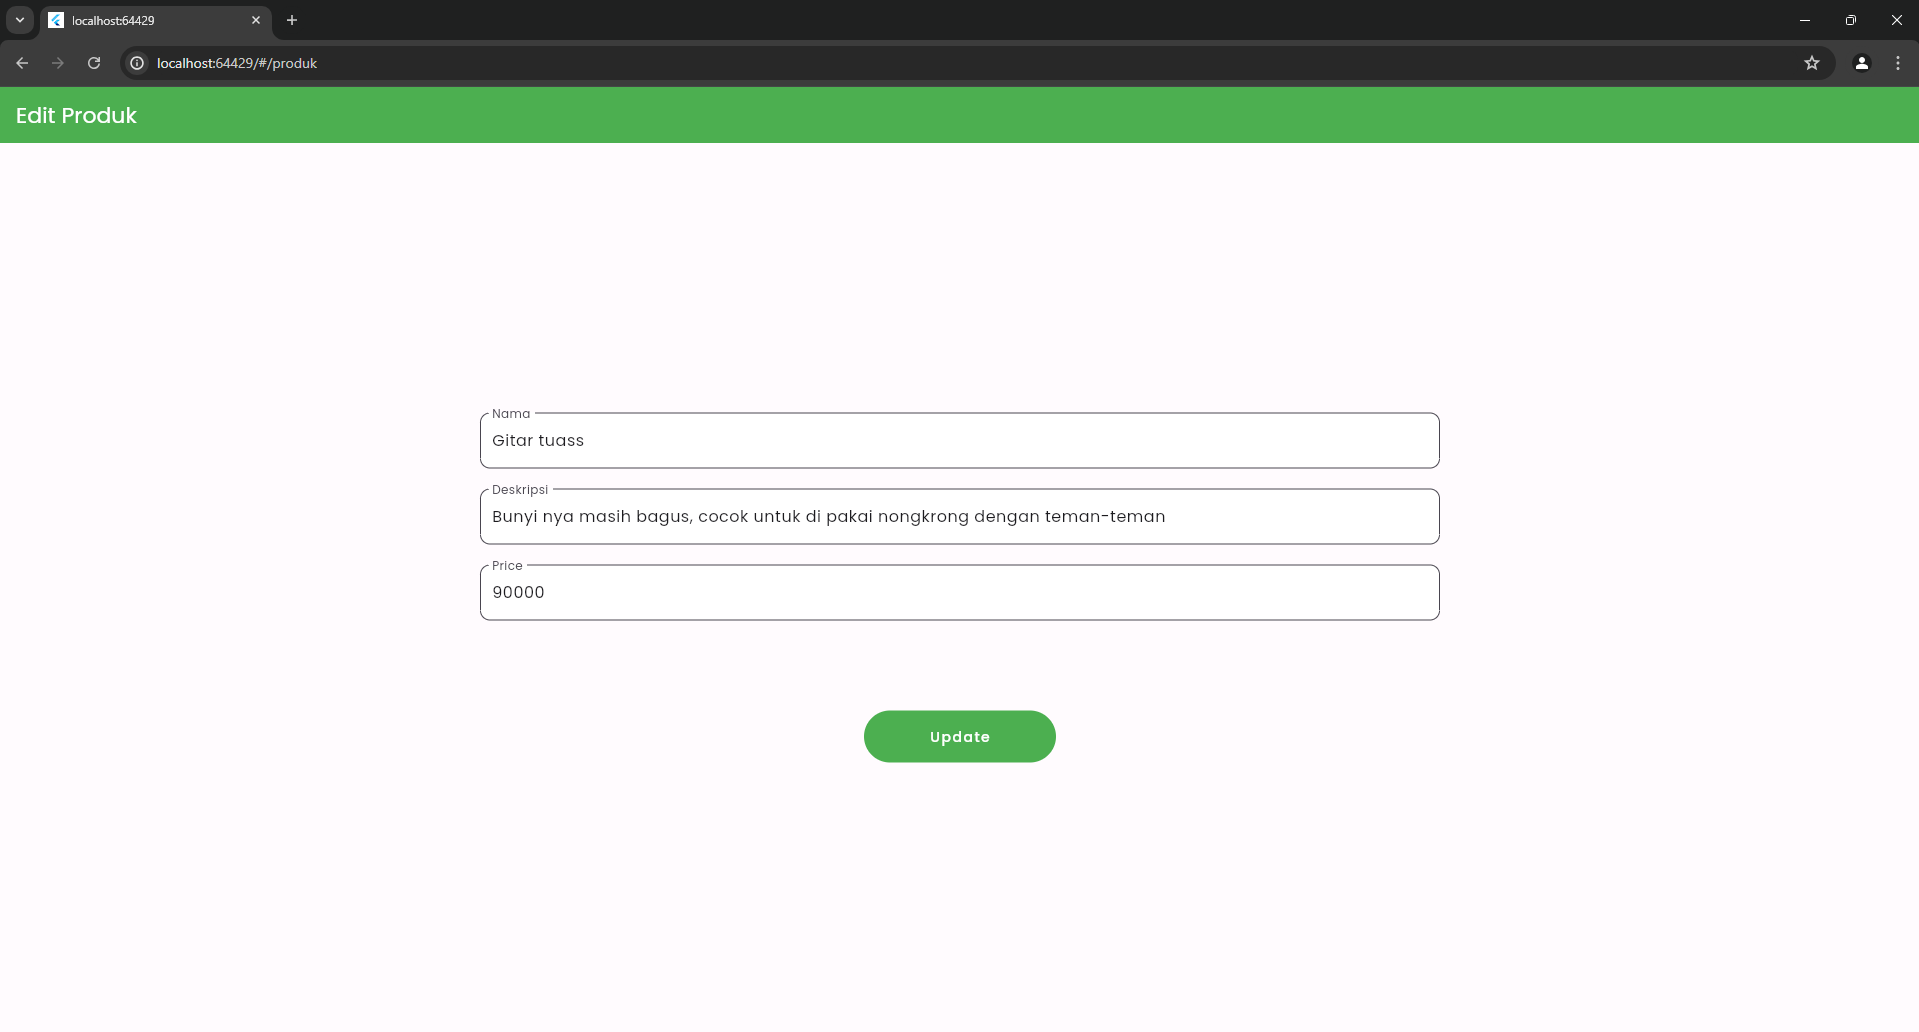 localhost:64429
localhost:64429/#/produk
Edit Produk
Nama
Gitar tuass
Deskripsi
Bunyi nya masih bagus, cocok untuk di pakai nongkrong dengan teman-teman
Price
90000
Update